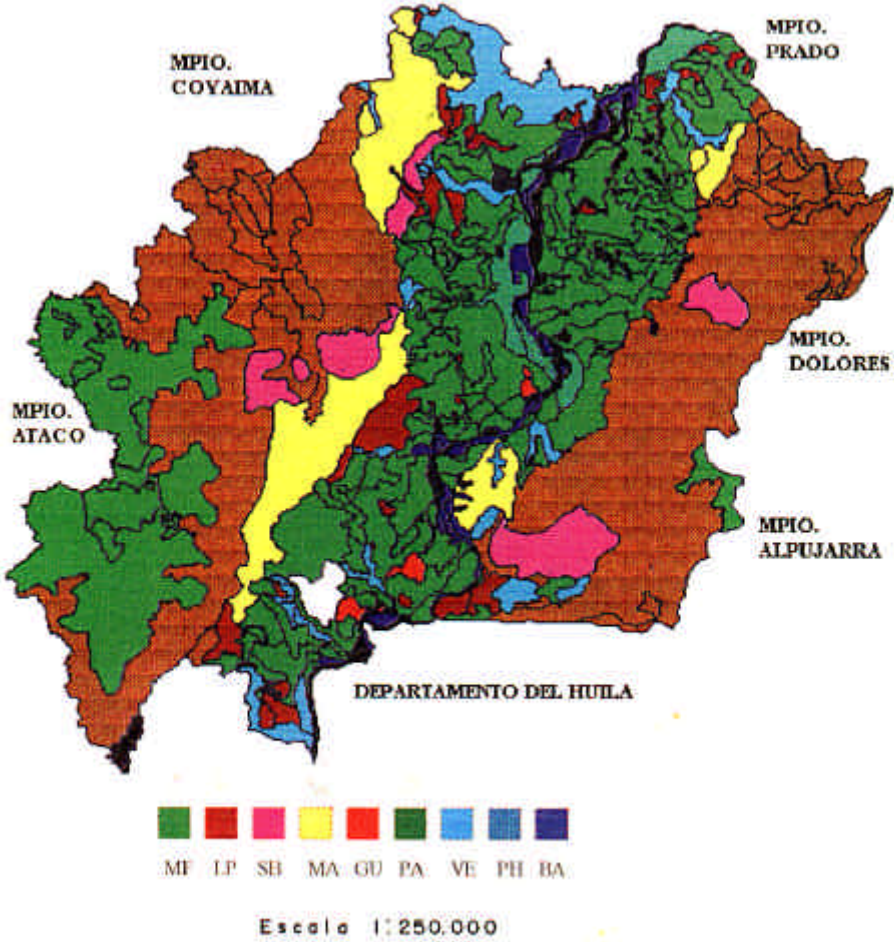 MPIO.
PRADO
MPIO.
COYAIMA
MPIO.
DOLORES
MPIO.
ATACO
MPIO.
ALPUJARRA
DEPARTAMENTO DEL HUILA
MF LP SB MA GU PA VE PH BA
Escala 1:250.000